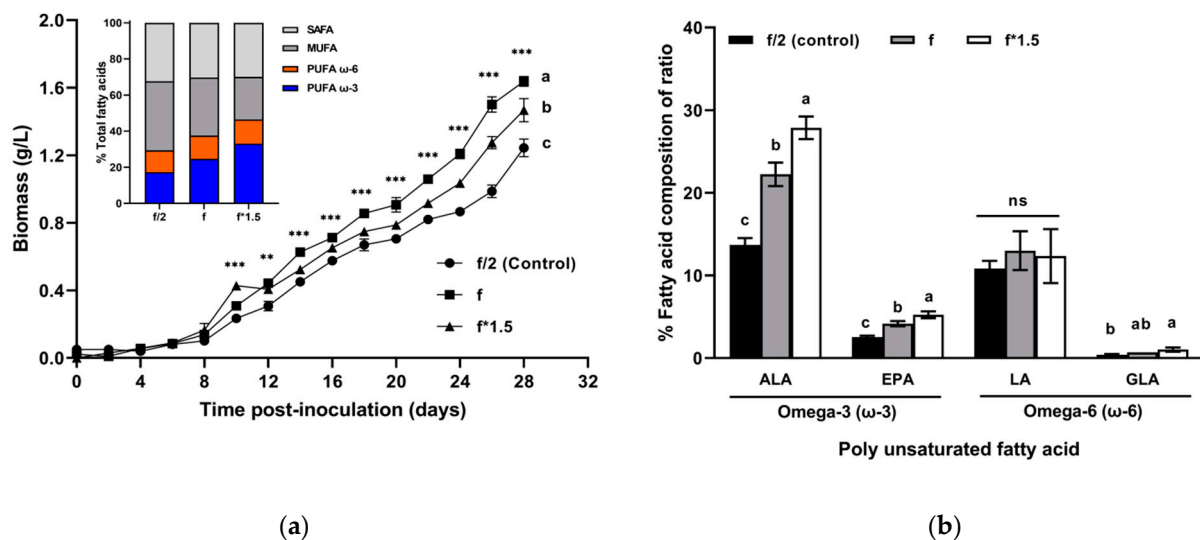 2.0
1.6
1.2
0.8
0.4
0.0
Biomass (g/L)
0
4
8
12
16
20
24
28
32
Time post-inoculation (days)
100
80
60
40
20
0
% Total fatty acids
f/2
f
f*1.5
SAFA
MUFA
PUFA ω-6
PUFA ω-3
***
**
***
***
***
***
***
***
***
***
a
b
c
f/2 (Control)
f
f*1.5
(a)
40
30
20
10
0
% Fatty acid composition of ratio
f/2 (control)
f
f*1.5
c
b
a
c
b
a
ns
b
ab
a
ALA
EPA
LA
GLA
Omega-3 (ω-3)
Omega-6 (ω-6)
Poly unsaturated fatty acid
(b)